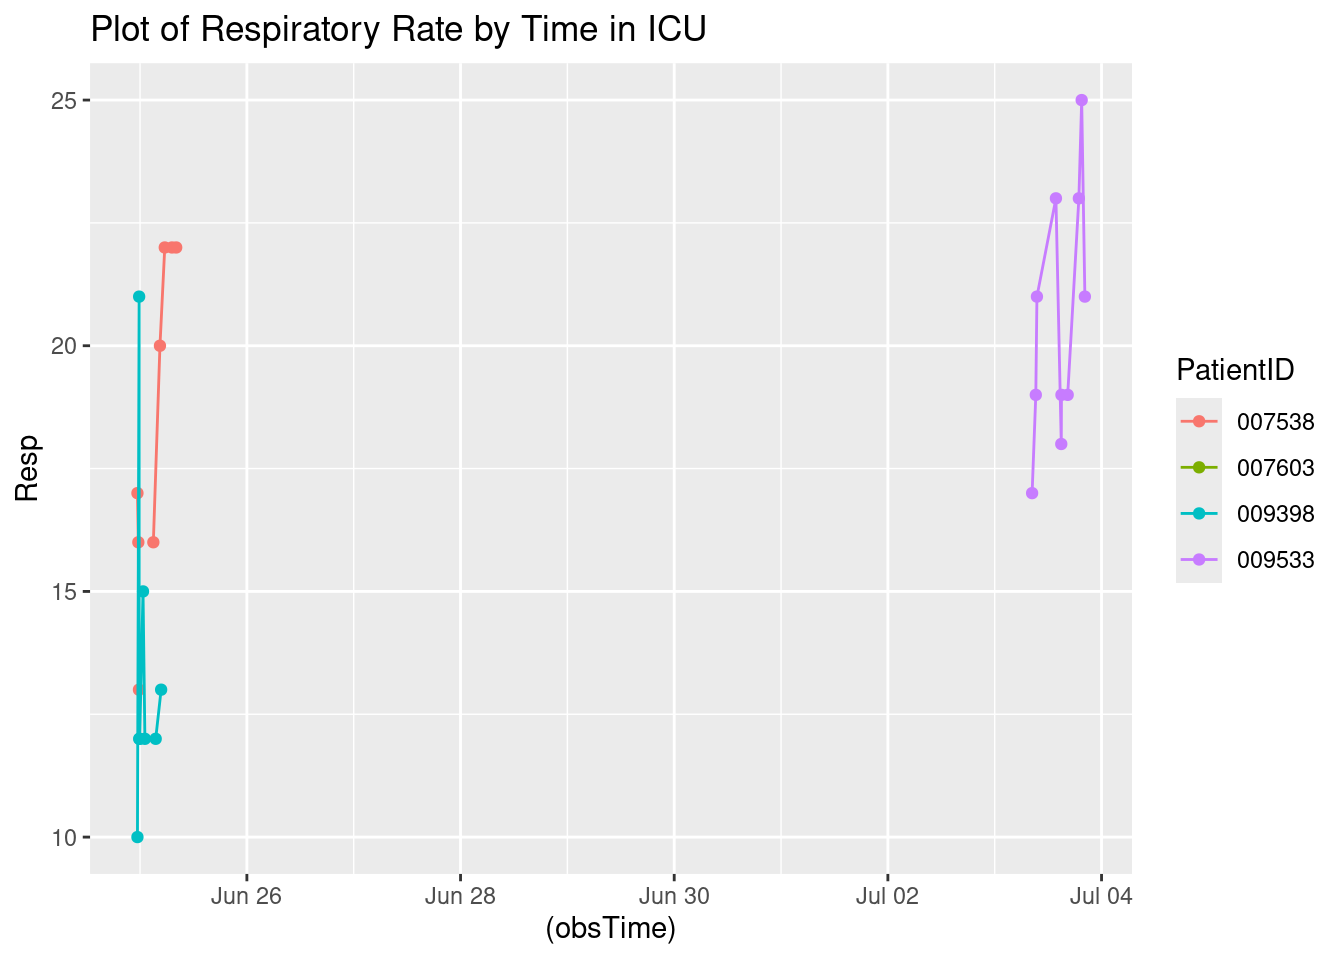 Plot of Respiratory Rate by Time in ICU
25
20
15
10
Resp
Jun 26
Jun 28
Jun 30
Jul 02
Jul 04
(obsTime)
PatientID
007538
007603
009398
009533